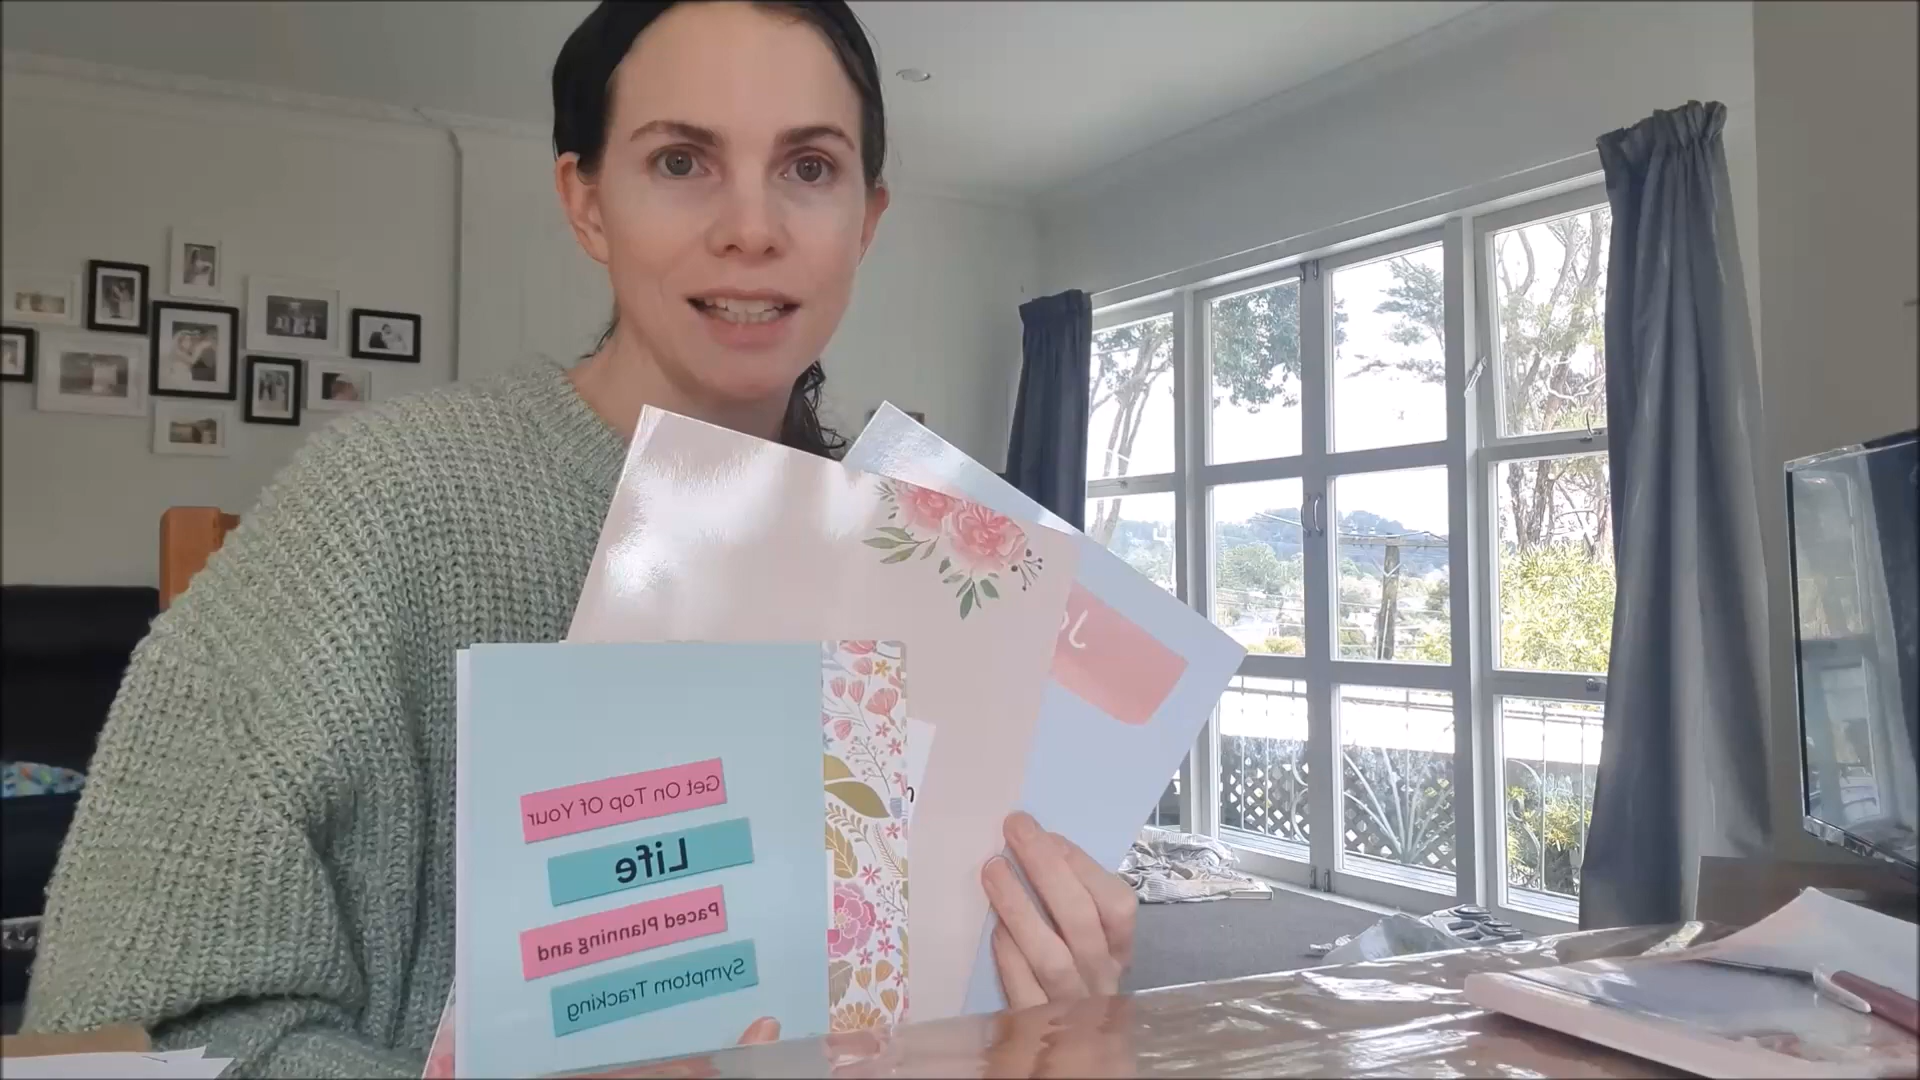 Get On Top Of Your
Life
Paced Planning and
Symptom Tracking